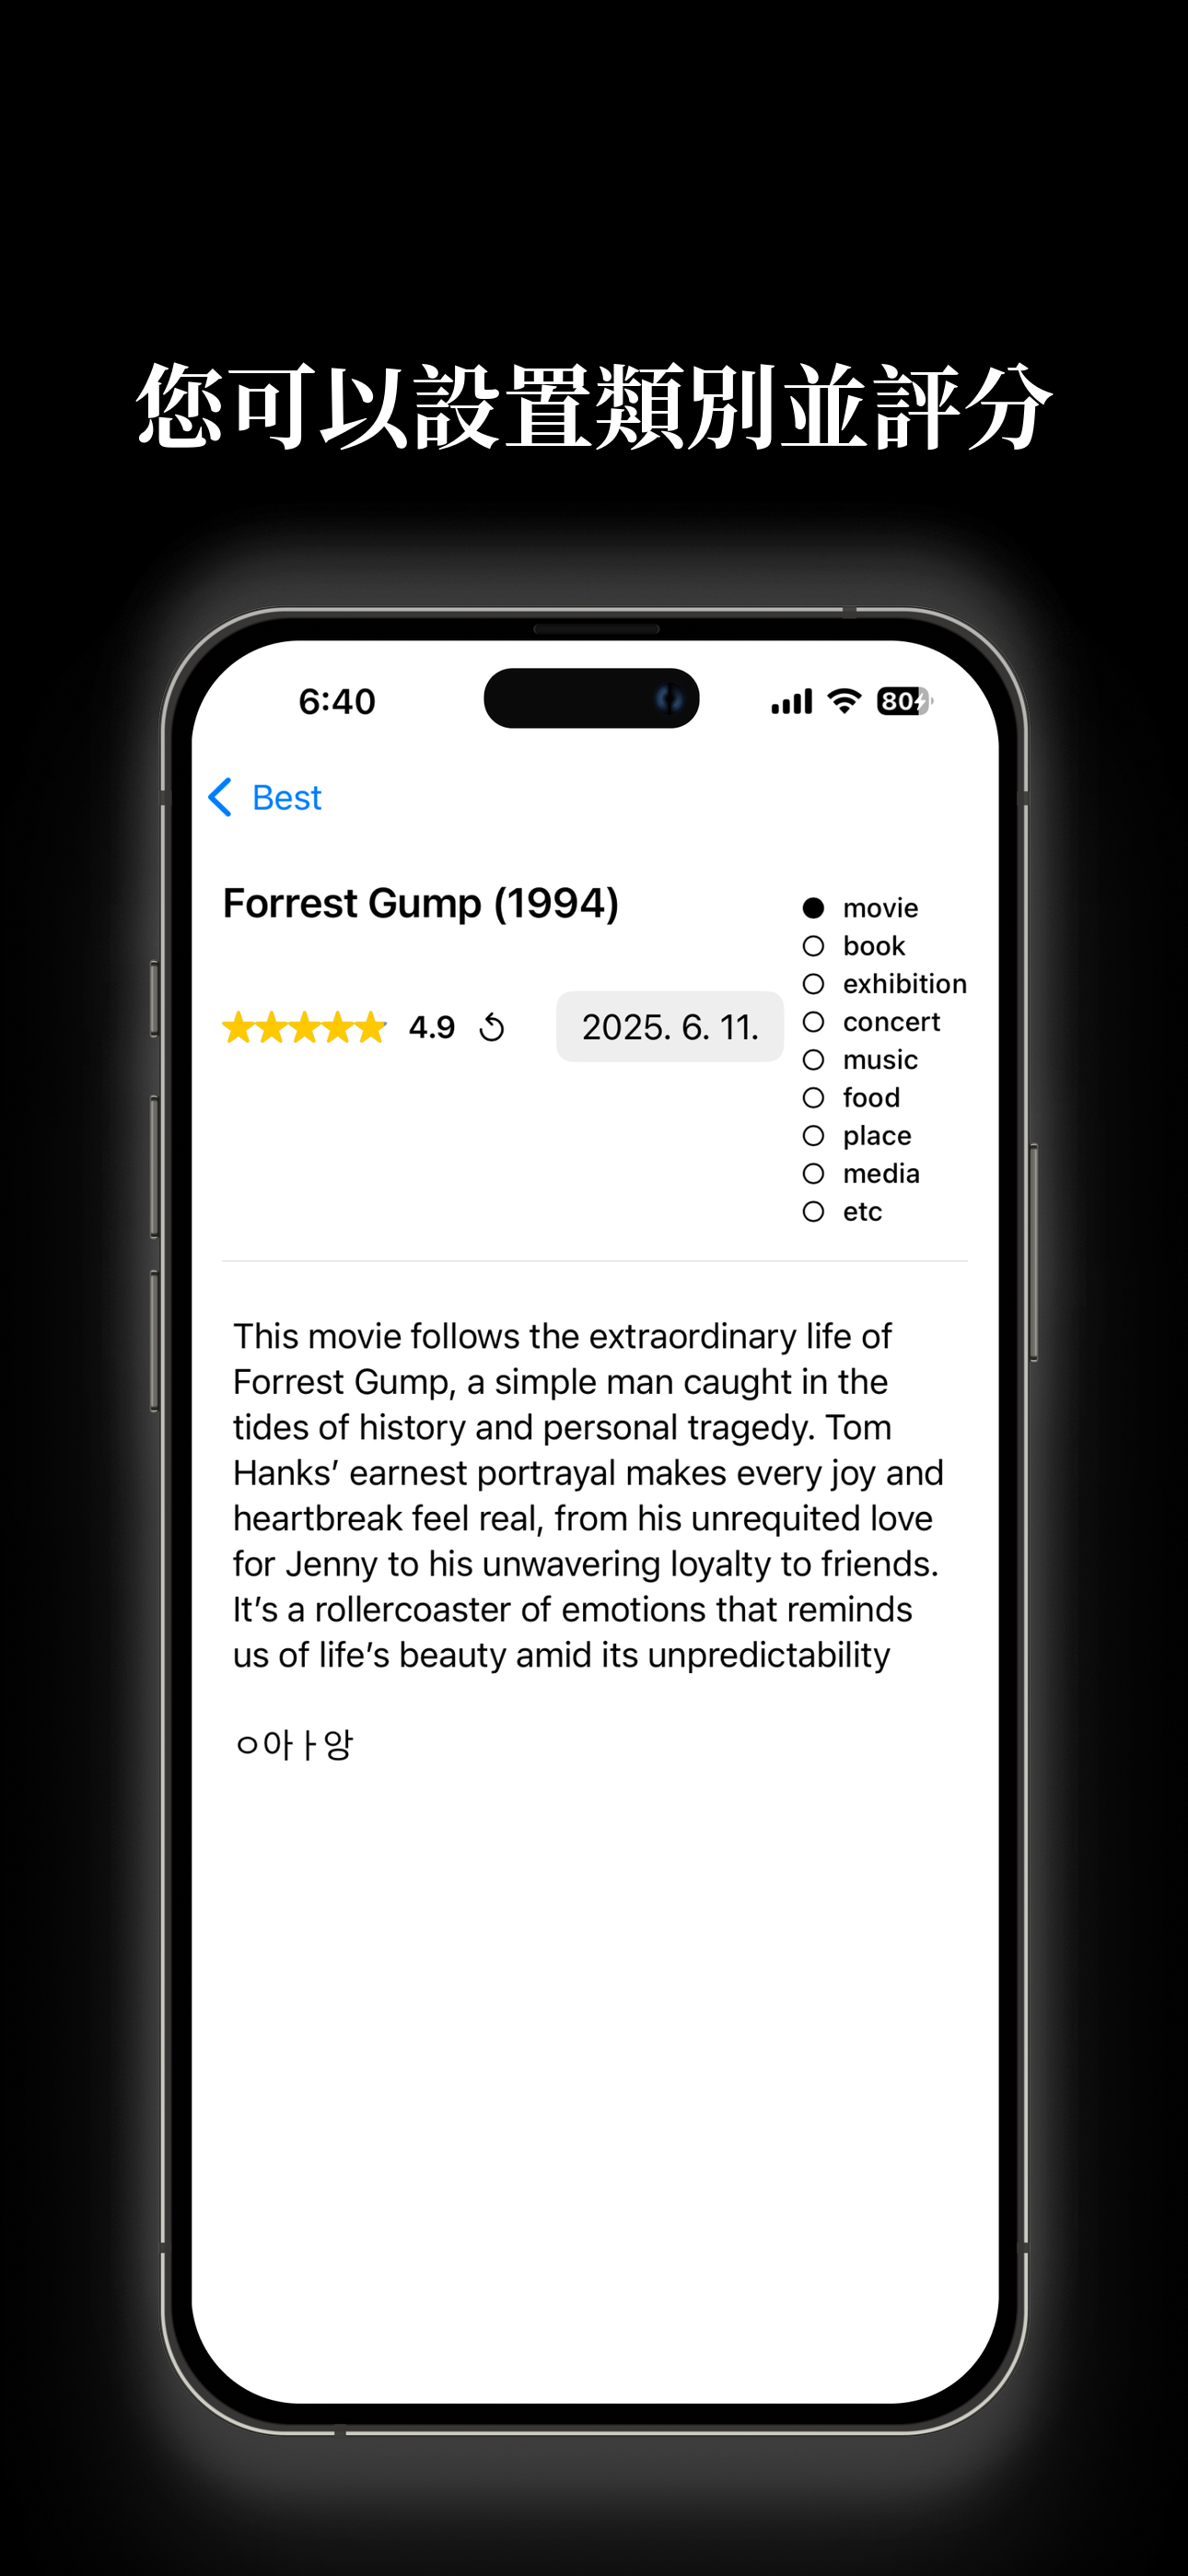 您可以設置類別並評分
6:40
80
Best
Forrest Gump (1994)
4.9
2025. 6. 11.
movie
book
exhibition
concert
music
food
place
media
etc
This movie follows the extraordinary life of
Forrest Gump, a simple man caught in the
tides of history and personal tragedy. Tom
Hanks’ earnest portrayal makes every joy and
heartbreak feel real, from his unrequited love
for Jenny to his unwavering loyalty to friends.
It’s a rollercoaster of emotions that reminds
us of life’s beauty amid its unpredictability
ㅇ아ㅏ앙